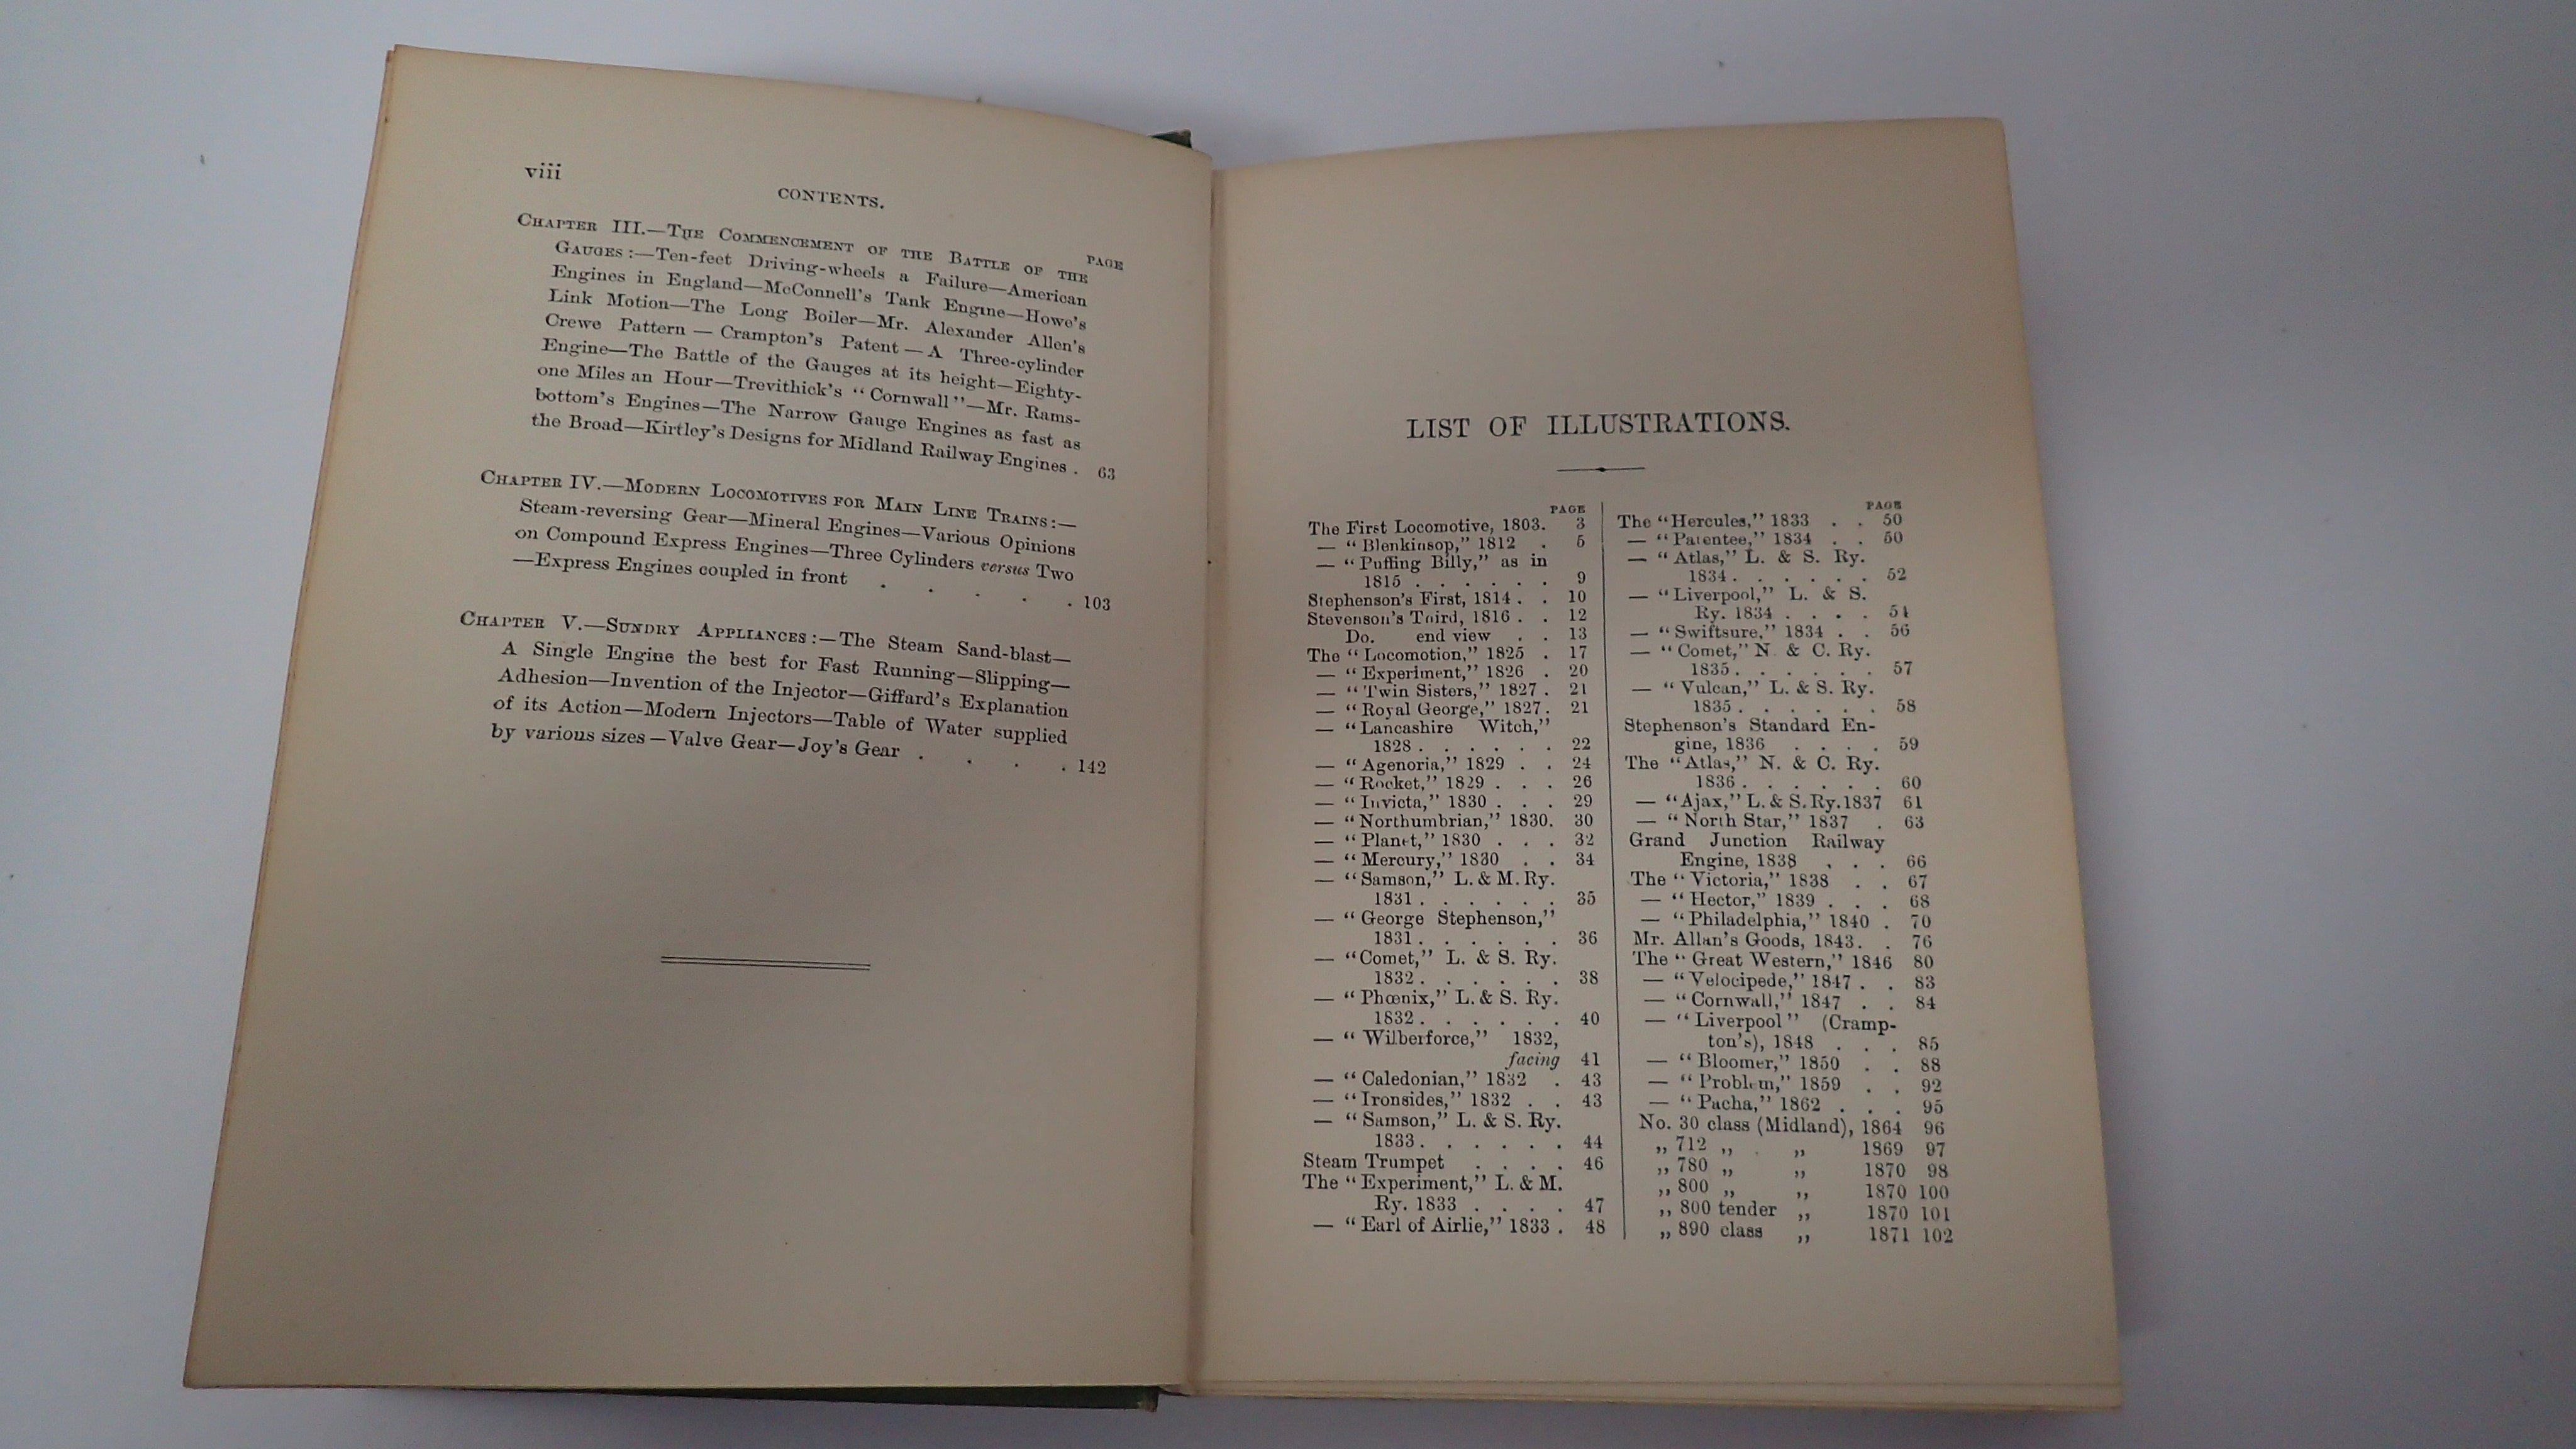 viii
CONTENTS.
PAGE
CHAPTER III.—THE COMMENCEMENT OF THE BATTLE OF THE
GAUGES:—Ten-feet Driving-wheels a Failure—American
Engines in England—McConnell's Tank Engine—Howe's
Link Motion—The Long Boiler—Mr. Alexander Allen's
Crewe Pattern — Crampton's Patent — A Three-cylinder
Engine—The Battle of the Gauges at its height—Eighty-
one Miles an Hour—Trevithick's "Cornwall"—Mr. Rams-
bottom's Engines—The Narrow Gauge Engines as fast as
the Broad—Kirtley's Designs for Midland Railway Engines . 63
CHAPTER IV.—MODERN LOCOMOTIVES FOR MAIN LINE TRAINS:—
Steam-reversing Gear—Mineral Engines—Various Opinions
on Compound Express Engines—Three Cylinders versus Two
—Express Engines coupled in front . . . . . 103
CHAPTER V.—SUNDRY APPLIANCES:—The Steam Sand-blast—
A Single Engine the best for Fast Running—Slipping—
Adhesion—Invention of the Injector—Giffard's Explanation
of its Action—Modern Injectors—Table of Water supplied
by various sizes—Valve Gear—Joy's Gear . . . . 142
LIST OF ILLUSTRATIONS.
PAGE
The First Locomotive, 1803. 3
— "Blenkinsop," 1812 . 5
— "Puffing Billy," as in
1815 . . . . . . 9
Stephenson's First, 1814 . . 10
Stevenson's Third, 1816 . . 12
Do. end view . . 13
The "Locomotion," 1825 . 17
— "Experiment," 1826 . 20
— "Twin Sisters," 1827 . 21
— "Royal George," 1827. 21
— "Lancashire Witch,"
1828 . . . . . . 22
— "Agenoria," 1829 . . 24
— "Rocket," 1829 . . . 26
— "Invicta," 1830 . . . 29
— "Northumbrian," 1830. 30
— "Planet," 1830 . . . 32
— "Mercury," 1830 . . 34
— "Samson," L. & M. Ry.
1831 . . . . . . 35
— "George Stephenson,"
1831 . . . . . . 36
— "Comet," L. & S. Ry.
1832 . . . . . . 38
— "Phœnix," L. & S. Ry.
1832 . . . . . . 40
— "Wilberforce," 1832,
facing 41
— "Caledonian," 1832 . 43
— "Ironsides," 1832 . . 43
— "Samson," L. & S. Ry.
1833 . . . . . . 44
Steam Trumpet . . . . 46
The "Experiment," L. & M.
Ry. 1833 . . . . 47
— "Earl of Airlie," 1833 . 48
PAGE
The "Hercules," 1833 . . 50
— "Patentee," 1834 . . 50
— "Atlas," L. & S. Ry.
1834 . . . . . . 52
— "Liverpool," L. & S.
Ry. 1834 . . . . 54
— "Swiftsure," 1834 . . 56
— "Comet," N. & C. Ry.
1835 . . . . . . 57
— "Vulcan," L. & S. Ry.
1835 . . . . . . 58
Stephenson's Standard En-
gine, 1836 . . . . 59
The "Atlas," N. & C. Ry.
1836 . . . . . . 60
— "Ajax," L. & S. Ry. 1837 61
— "North Star," 1837 . 63
Grand Junction Railway
Engine, 1838 . . . 66
The "Victoria," 1838 . . 67
— "Hector," 1839 . . . 68
— "Philadelphia," 1840 . 70
Mr. Allan's Goods, 1843. . 76
The "Great Western," 1846 80
— "Velocipede," 1847 . . 83
— "Cornwall," 1847 . . 84
— "Liverpool" (Cramp-
ton's), 1848 . . . 85
— "Bloomer," 1850 . . 88
— "Problem," 1859 . . 92
— "Pacha," 1862 . . . 95
No. 30 class (Midland), 1864 96
„ 712 „ „ 1869 97
„ 780 „ „ 1870 98
„ 800 „ „ 1870 100
„ 800 tender „ 1870 101
„ 890 class „ 1871 102